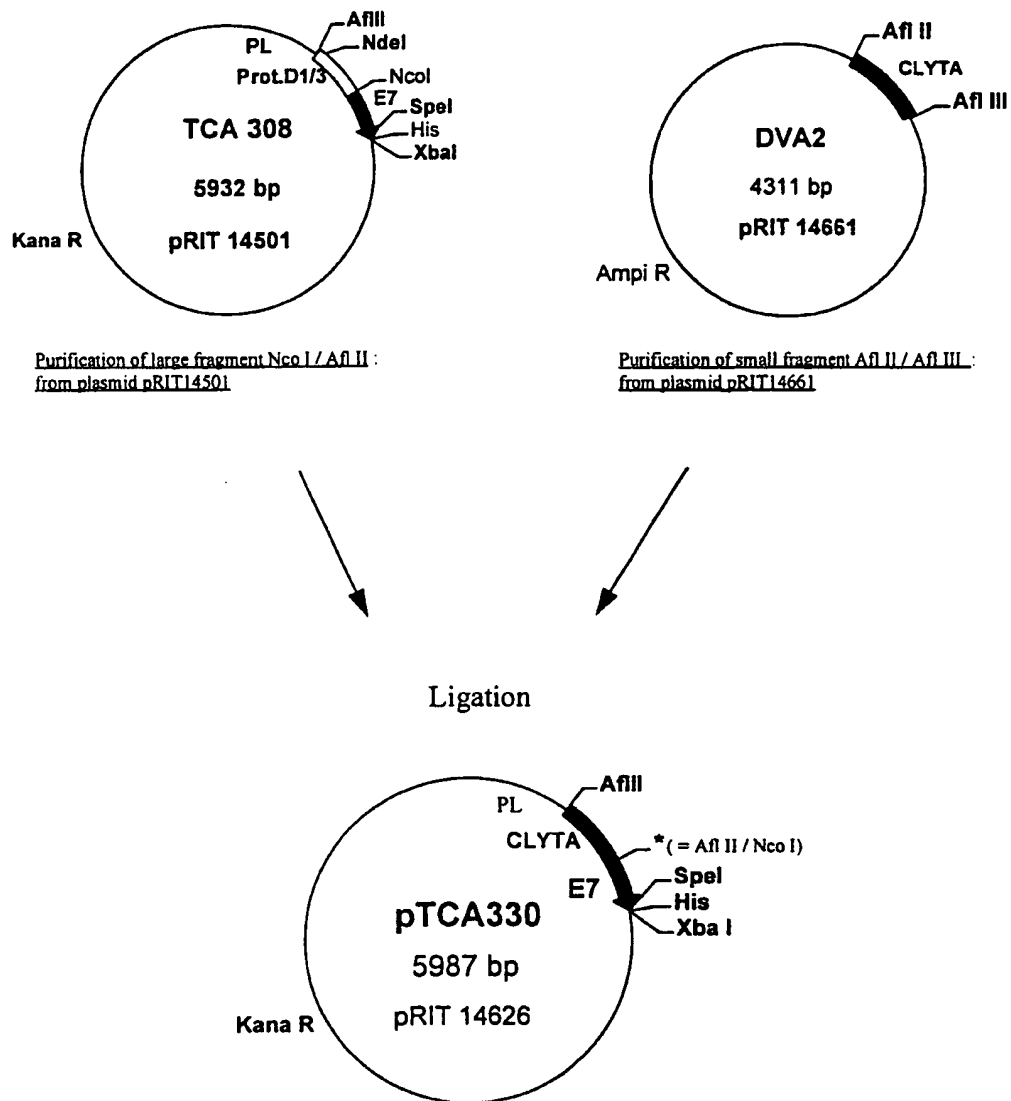 AflII
NdeI
PL
Prot.D1/3
NcoI
E7
SpeI
His
XbaI
TCA 308
5932 bp
pRIT 14501
Kana R
Purification of large fragment Nco I / Afl II :
from plasmid pRIT14501
Afl II
CLYTA
Afl III
DVA2
4311 bp
pRIT 14661
Ampi R
Purification of small fragment Afl II / Afl III :
from plasmid pRIT14661
Ligation
AflII
PL
CLYTA
*( = Afl II / Nco I)
E7
SpeI
His
Xba I
pTCA330
5987 bp
pRIT 14626
Kana R